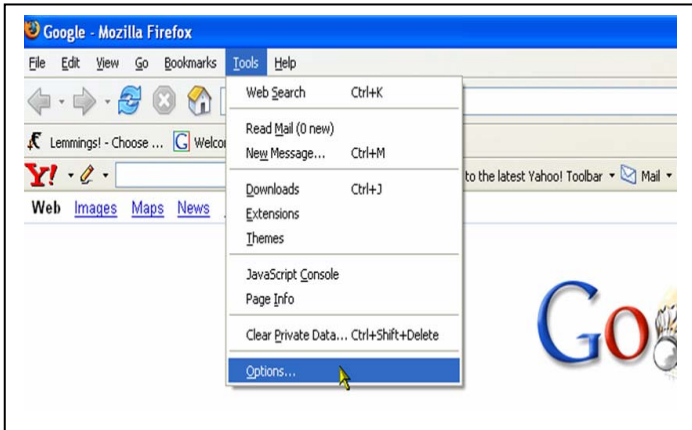 Google - Mozilla Firefox
File Edit View Go Bookmarks Tools Help
Web Search Ctrl+K
Read Mail (0 new)
Lemmings! - Choose ... G
New Message... Ctrl+M
Y! to the latest Yahoo! Toolbar Mail
Downloads Ctrl+J
Web Images Maps News
Extensions
Themes
JavaScript Console
Page Info
Clear Private Data... Ctrl+Shift+Delete
Options...